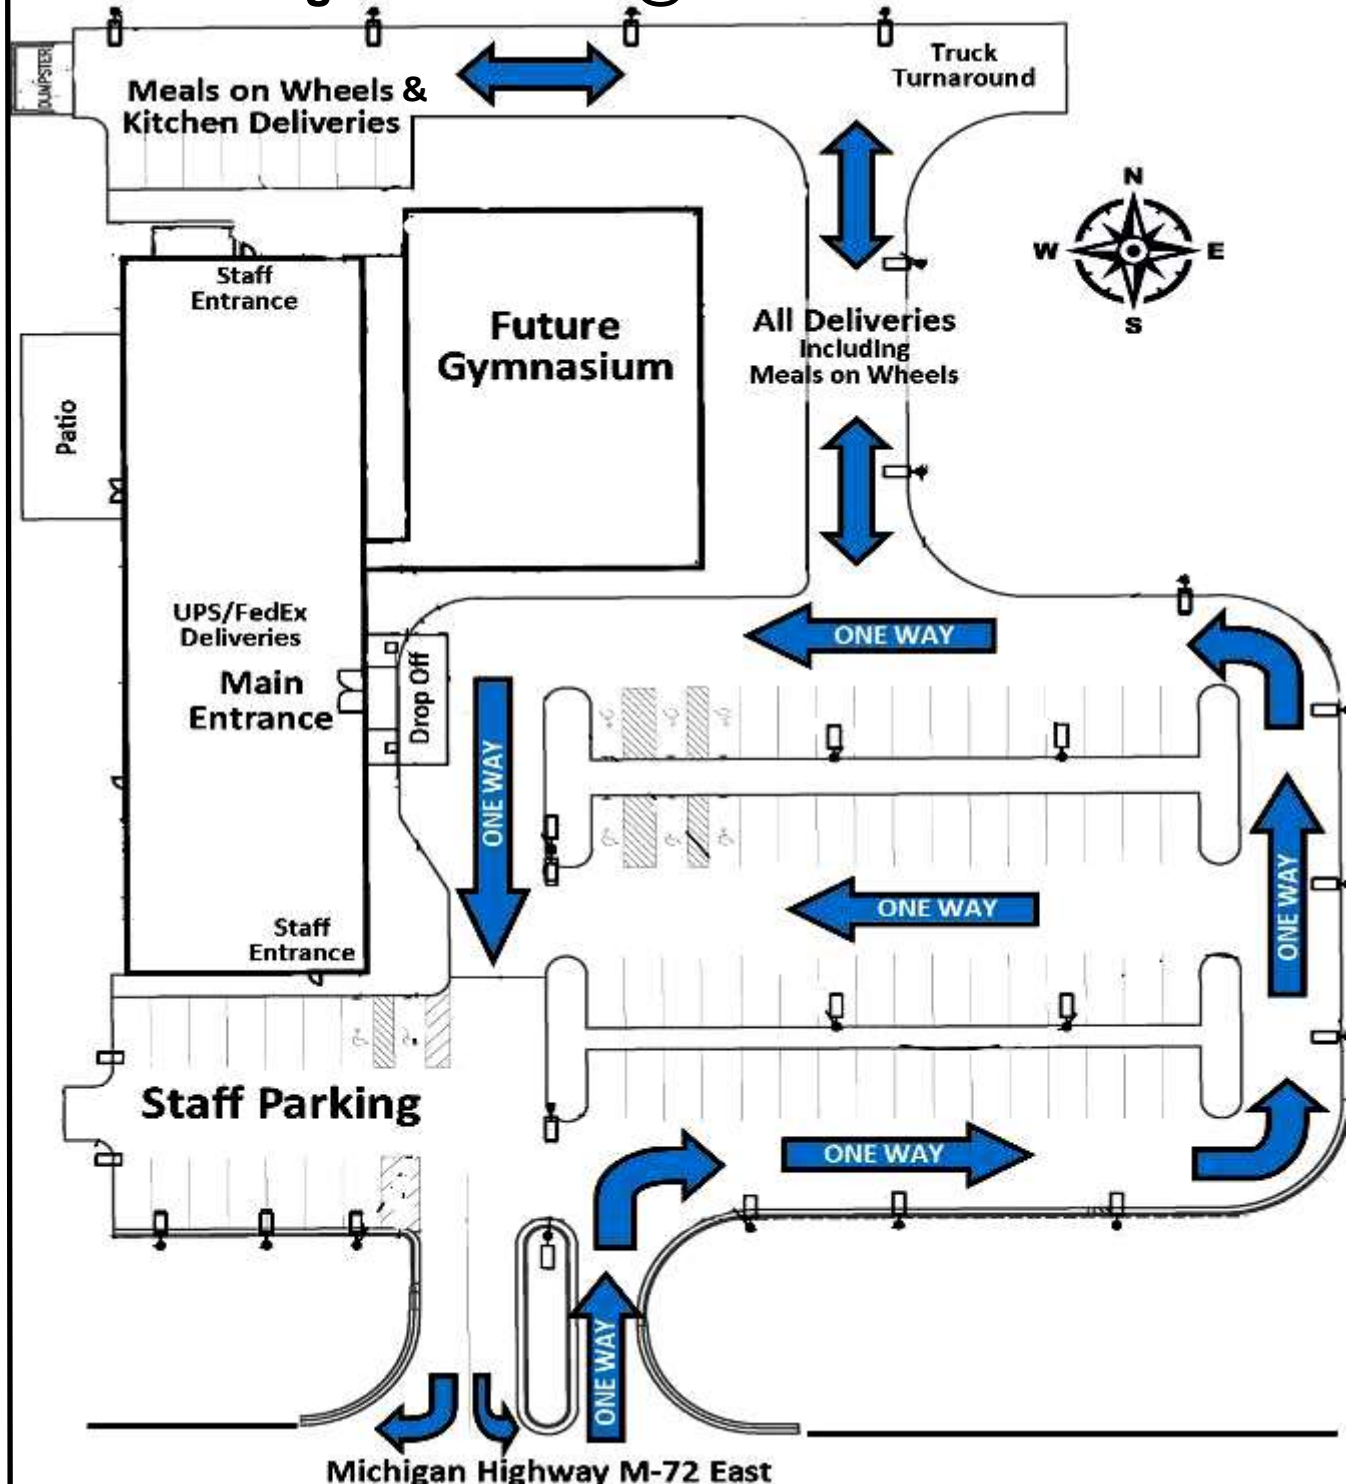 DUMPSTER
Meals on Wheels &
Kitchen Deliveries
Truck
Turnaround
N
W
E
S
Staff
Entrance
Future
Gymnasium
All Deliveries
Including
Meals on Wheels
Patio
UPS/FedEx
Deliveries
Main
Entrance
Drop Off
ONE WAY
ONE WAY
ONE WAY
ONE WAY
Staff
Entrance
Staff Parking
ONE WAY
ONE WAY
Michigan Highway M-72 East